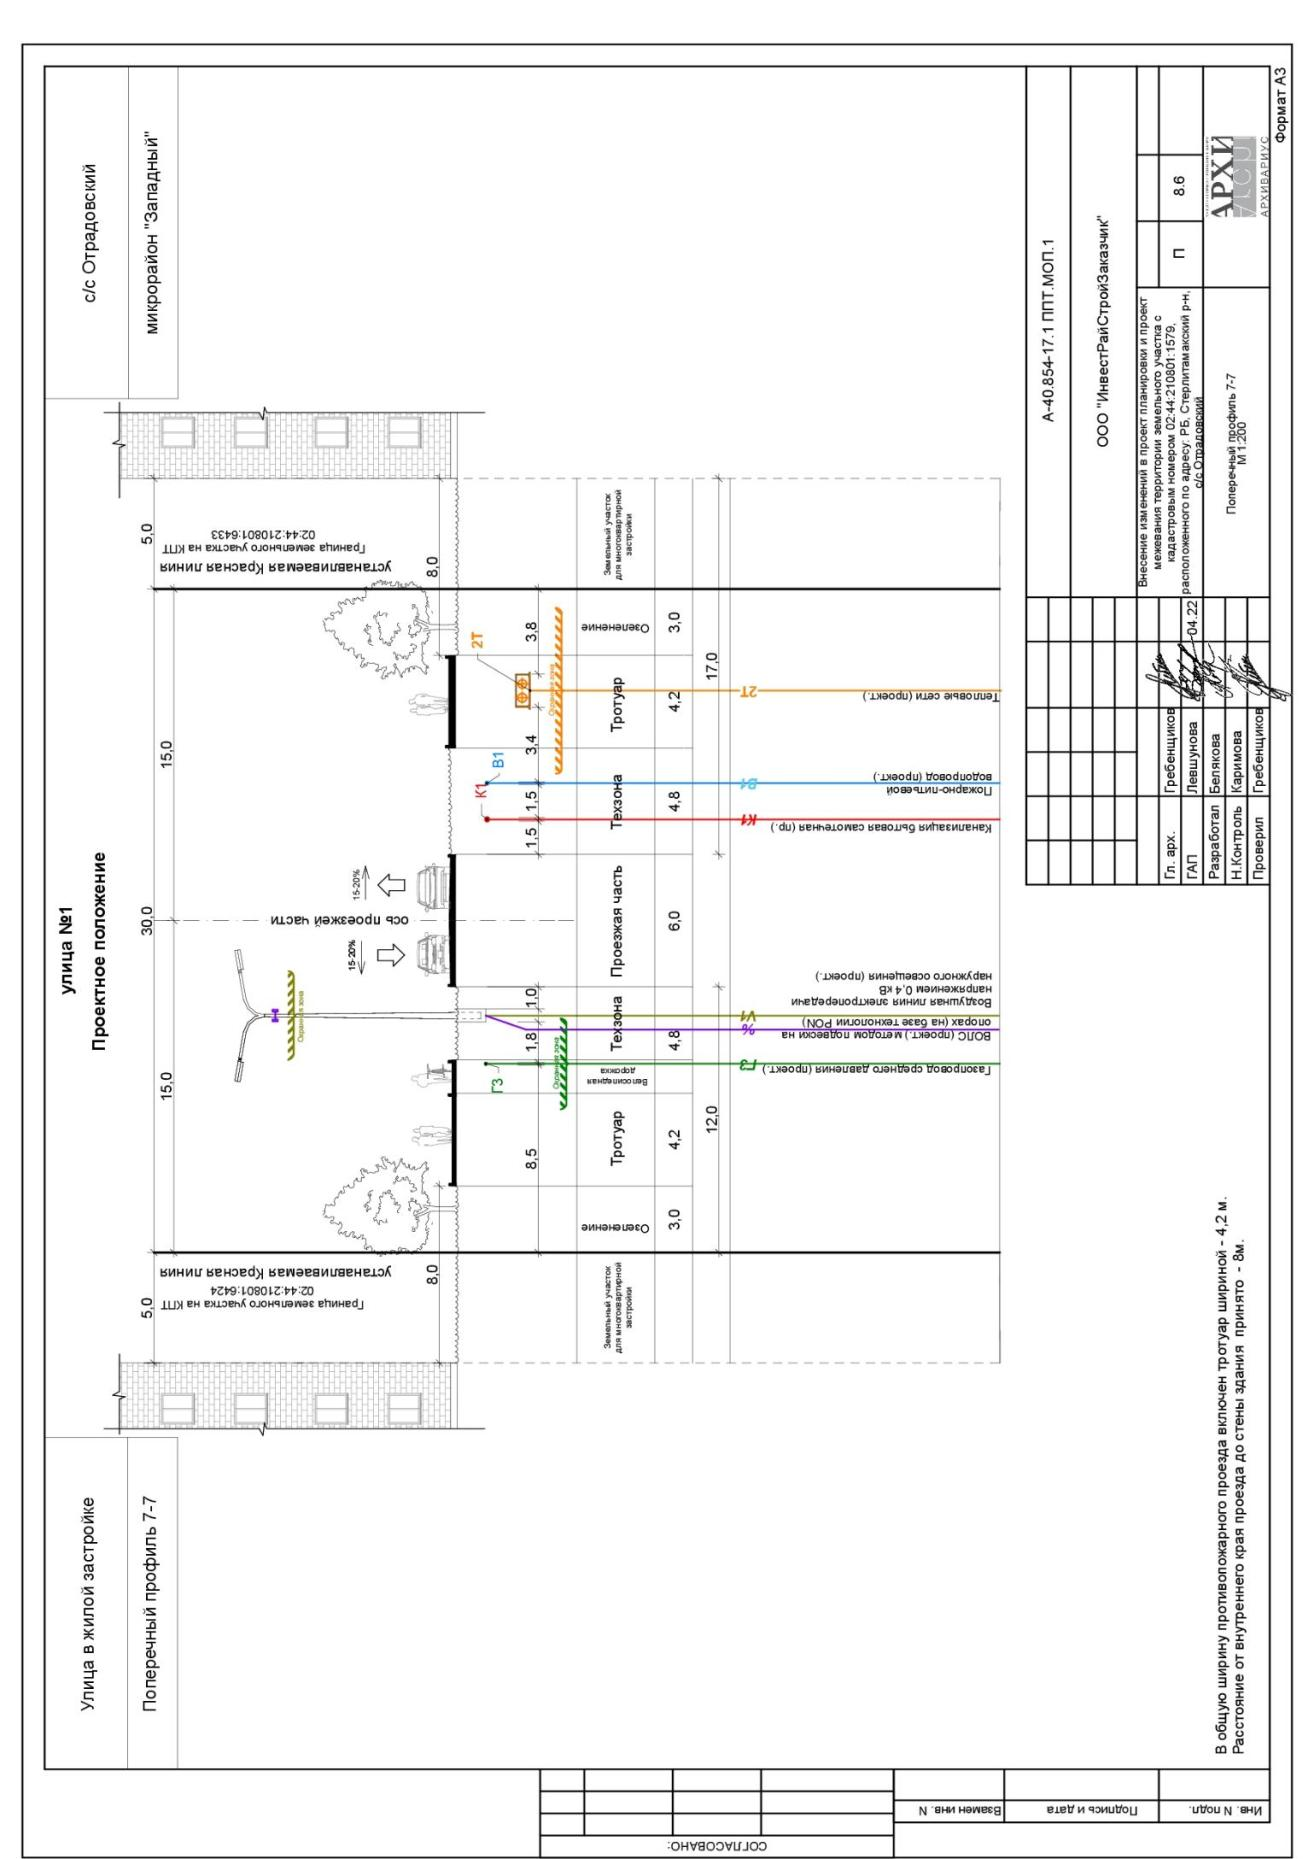 Улица в жилой застройке
Поперечный профиль 7-7
улица №1
Проектное положение
с/с Отрадовский
микрорайон "Западный"
5,0
30,0
5,0
15,0
15,0
Граница земельного участка на КПТ
02:44:210801:6424
устанавливаемая Красная линия
устанавливаемая Красная линия
Граница земельного участка на КПТ
02:44:210801:6433
Охранная зона
ось проезжей части
15-20%
15-20%
8,0
8,0
Г3
К1
В1
2Т
8,5
1,8
1,0
1,5
1,5
3,4
3,8
Охранная зона
Охранная зона
Земельный участок
для многоквартирной
застройки
Озеленение
Тротуар
Велосипедная
дорожка
Техзона
Проезжая часть
Техзона
Тротуар
Озеленение
Земельный участок
для многоквартирной
застройки
3,0
4,2
4,8
6,0
4,8
4,2
3,0
12,0
17,0
Г3
%
V1
К1
В1
2Т
Газопровод среднего давления (проект.)
ВОЛС (проект.) методом подвески на
опорах (на базе технологии PON)
Воздушная линия электропередачи
напряжением 0,4 кВ
наружного освещения (проект.)
Канализация бытовая самотечная (пр.)
Пожарно-питьевой
водопровод (проект.)
Тепловые сети (проект.)
В общую ширину противопожарного проезда включен тротуар шириной - 4,2 м.
Расстояние от внутреннего края проезда до стены здания принято - 8м.
А-40.854-17.1 ППТ.МОП.1
ООО "ИнвестРайСтройЗаказчик"
Гл. арх. Гребенщиков
ГАП Левшунова 04.22
Разработал Белякова
Н.Контроль Каримова
Проверил Гребенщиков
Внесение изменений в проект планировки и проект
межевания территории земельного участка с
кадастровым номером 02:44:210801:1579,
расположенного по адресу: РБ, Стерлитамакский р-н,
с/с Отрадовский
П
8.6
Поперечный профиль 7-7
М 1:200
АРХИ
АРХИВАРИУС
Формат А3
СОГЛАСОВАНО:
Взамен инв. N
Подпись и дата
Инв. N подл.